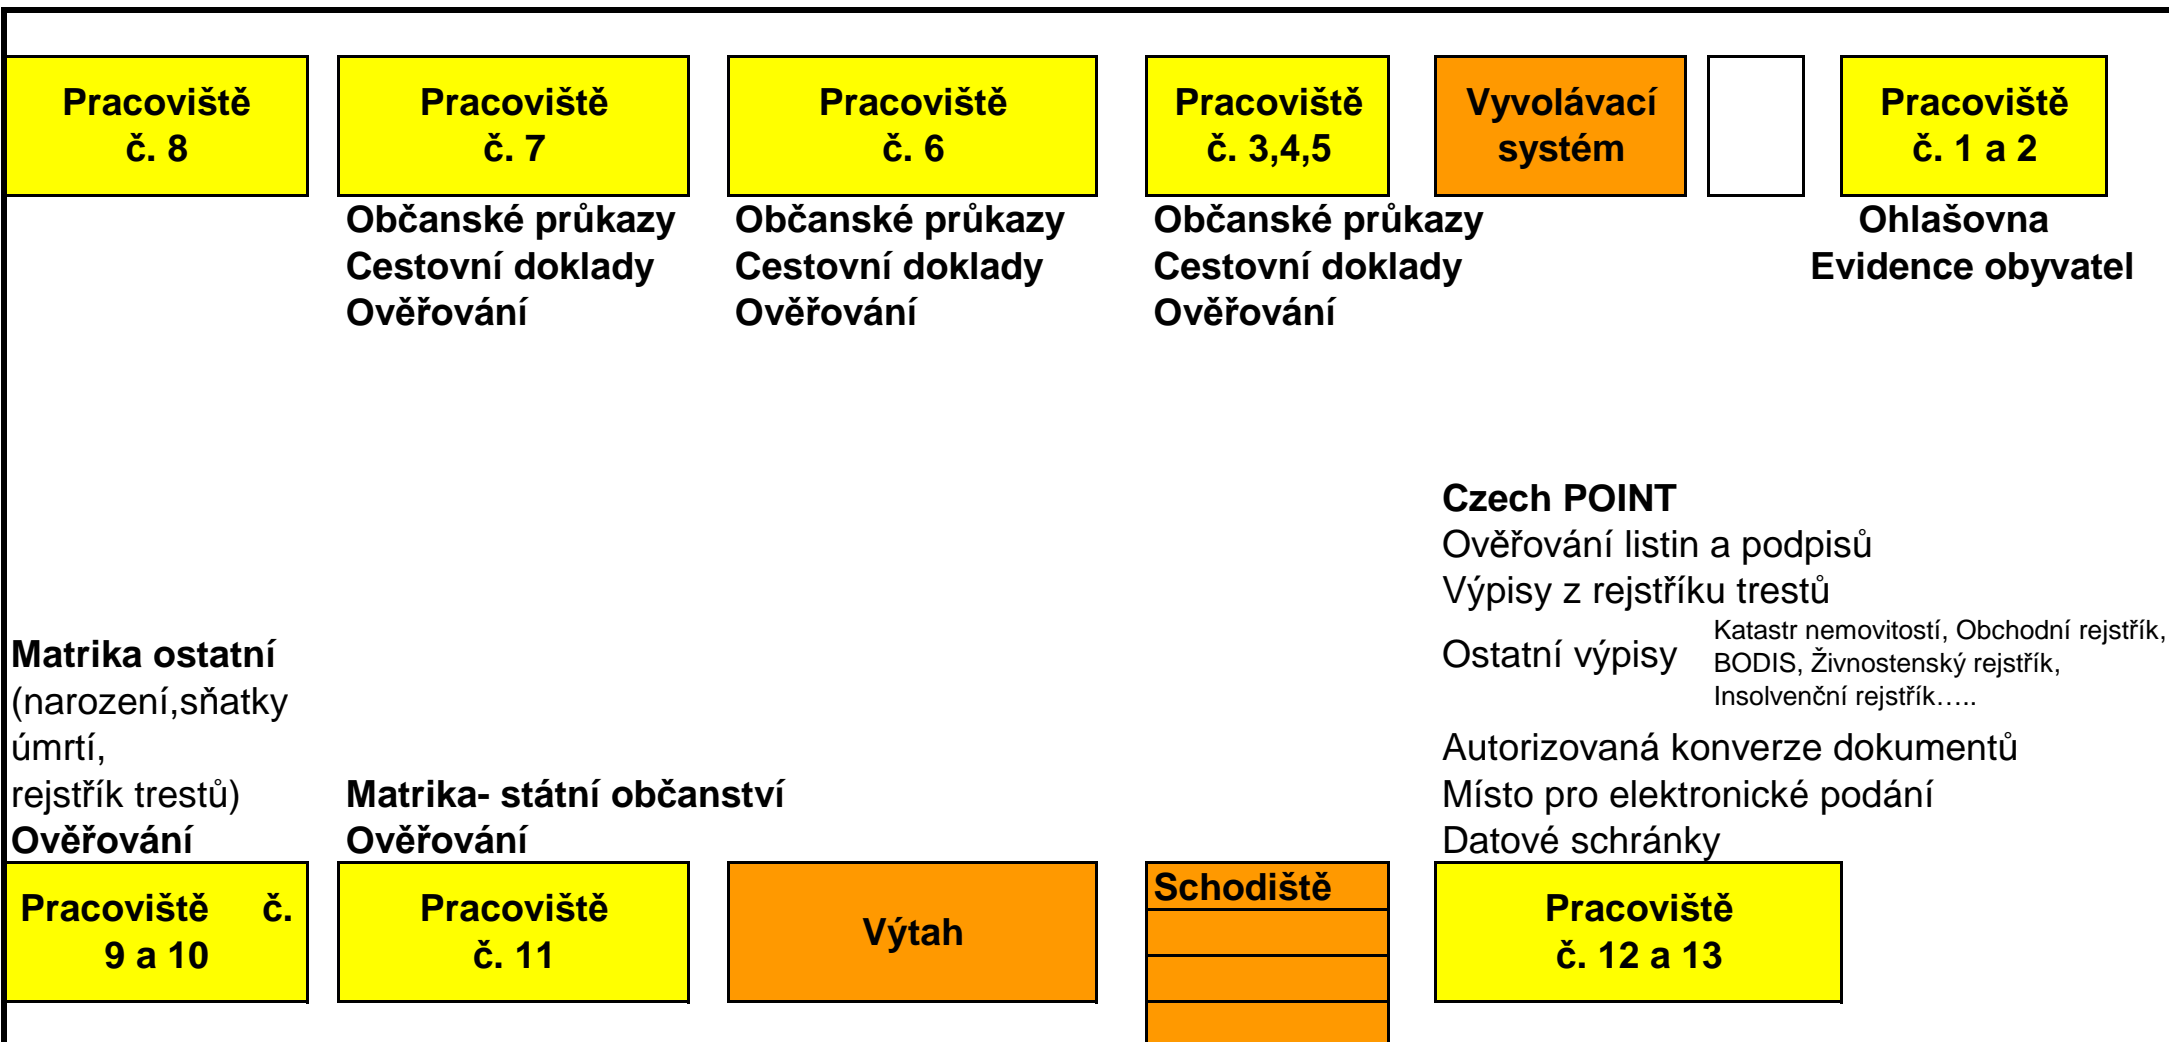 Pracoviště
č. 8
Pracoviště
č. 7
Pracoviště
č. 6
Pracoviště
č. 3,4,5
Vyvolávací
systém
Pracoviště
č. 1 a 2
Občanské průkazy
Cestovní doklady
Ověřování
Občanské průkazy
Cestovní doklady
Ověřování
Občanské průkazy
Cestovní doklady
Ověřování
Ohlašovna
Evidence obyvatel
Czech POINT
Ověřování listin a podpisů
Výpisy z rejstříku trestů
Ostatní výpisy
Katastr nemovitostí, Obchodní rejstřík,
BODIS, Živnostenský rejstřík,
Insolvenční rejstřík…..
Autorizovaná konverze dokumentů
Místo pro elektronické podání
Datové schránky
Matrika ostatní
(narození,sňatky
úmrtí,
rejstřík trestů)
Ověřování
Matrika- státní občanství
Ověřování
Pracoviště č.
9 a 10
Pracoviště
č. 11
Výtah
Schodiště
Pracoviště
č. 12 a 13